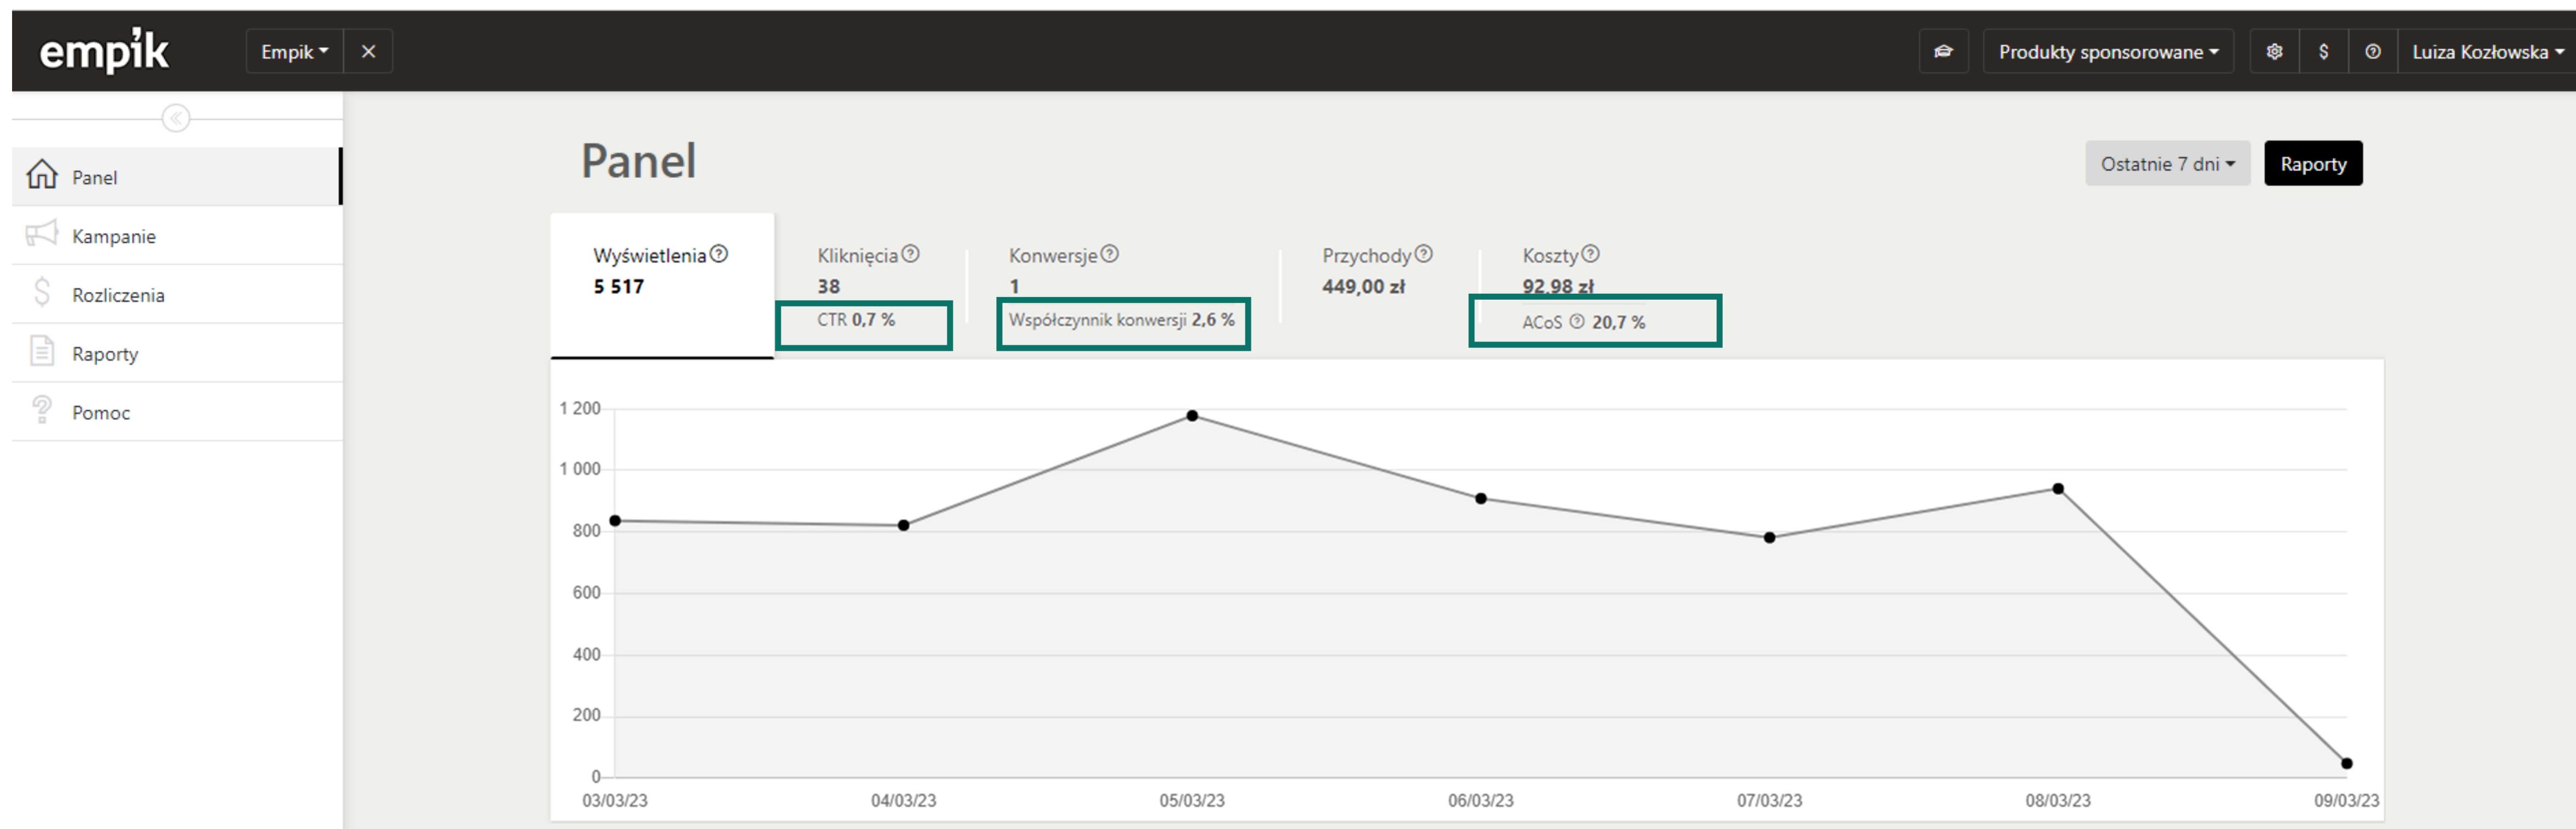 empik
Empik
Produkty sponsorowane
$
Luiza Kozłowska
Panel
Kampanie
Rozliczenia
Raporty
Pomoc
Panel
Ostatnie 7 dni
Raporty
Wyświetlenia
5 517
Kliknięcia
38
CTR 0,7 %
Konwersje
1
Współczynnik konwersji 2,6 %
Przychody
449,00 zł
Koszty
92,98 zł
ACoS 20,7 %
1 200
1 000
800
600
400
200
0
03/03/23
04/03/23
05/03/23
06/03/23
07/03/23
08/03/23
09/03/23